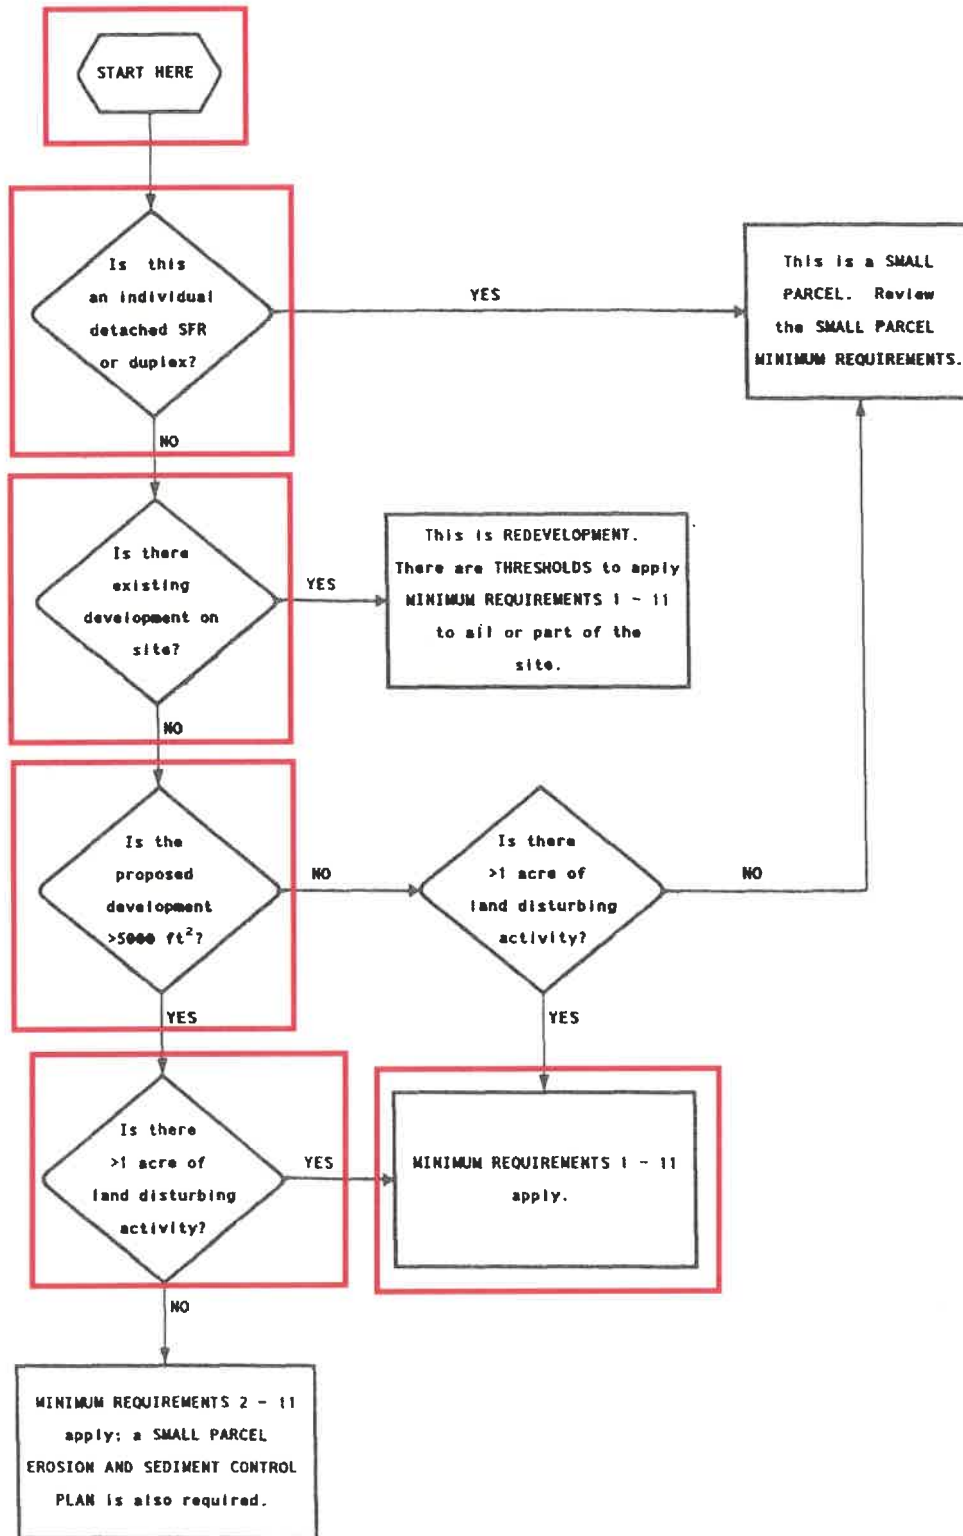 START HERE
Is this
an individual
detached SFR
or duplex?
YES
This is a SMALL
PARCEL. Review
the SMALL PARCEL
MINIMUM REQUIREMENTS.
NO
Is there
existing
development on
site?
YES
This is REDEVELOPMENT.
There are THRESHOLDS to apply
MINIMUM REQUIREMENTS 1 - 11
to all or part of the
site.
NO
Is the
proposed
development
>5000 ft²?
NO
Is there
>1 acre of
land disturbing
activity?
NO
YES
YES
Is there
>1 acre of
land disturbing
activity?
YES
MINIMUM REQUIREMENTS 1 - 11
apply.
NO
MINIMUM REQUIREMENTS 2 - 11
apply; a SMALL PARCEL
EROSION AND SEDIMENT CONTROL
PLAN is also required.